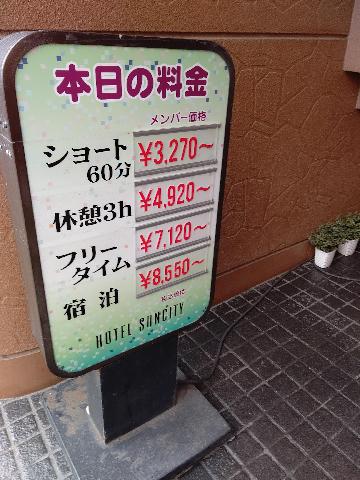 本日の料金
メンバー価格
ショート
60分
¥3,270～
休憩3h
¥4,920～
フリー
タイム
¥7,120～
宿泊
¥8,550～
HOTEL SUNCITY